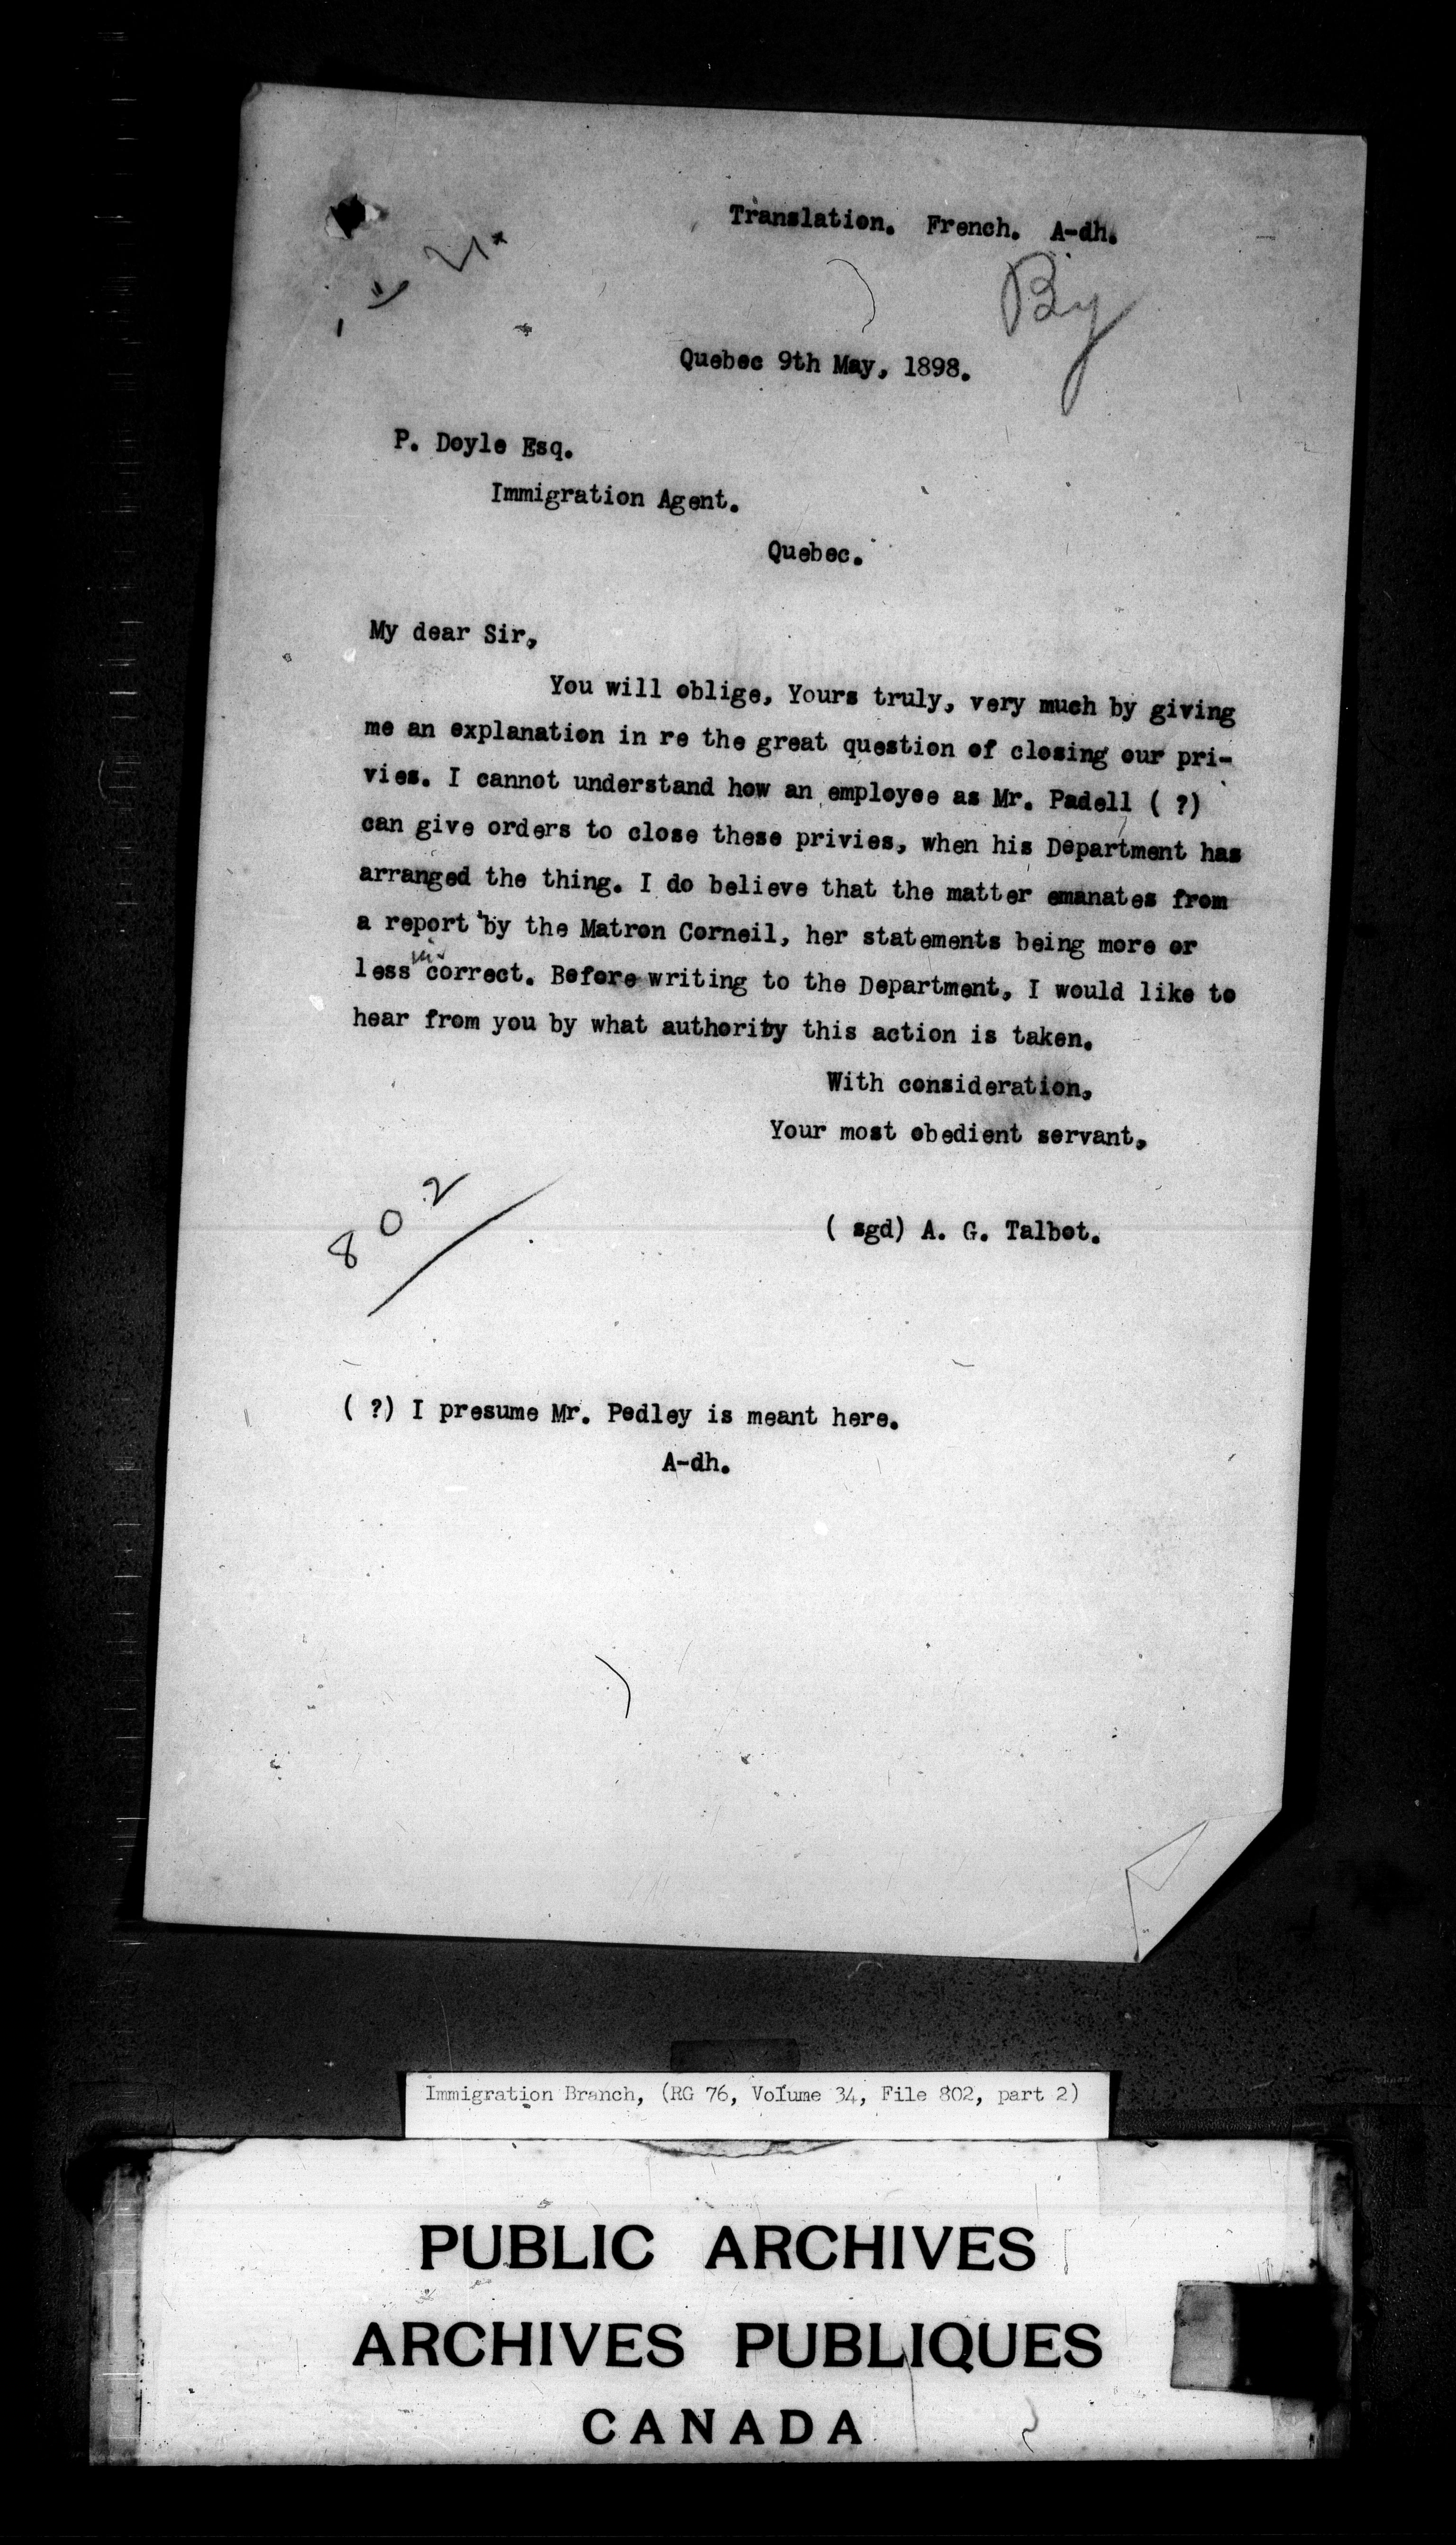 Translation. French. A-dh.
By
Quebec 9th May, 1898.
P. Doyle Esq.
Immigration Agent.
Quebec.
My dear Sir,
You will oblige, Yours truly, very much by giving
me an explanation in re the great question of closing our pri-
vies. I cannot understand how an employee as Mr. Padell ( ?)
can give orders to close these privies, when his Department has
arranged the thing. I do believe that the matter emanates from
a report by the Matron Corneil, her statements being more or
less incorrect. Before writing to the Department, I would like to
hear from you by what authority this action is taken.
With consideration,
Your most obedient servant,
802
( sgd) A. G. Talbot.
( ?) I presume Mr. Pedley is meant here.
A-dh.
Immigration Branch, (RG 76, Volume 34, File 802, part 2)
PUBLIC ARCHIVES
ARCHIVES PUBLIQUES
CANADA